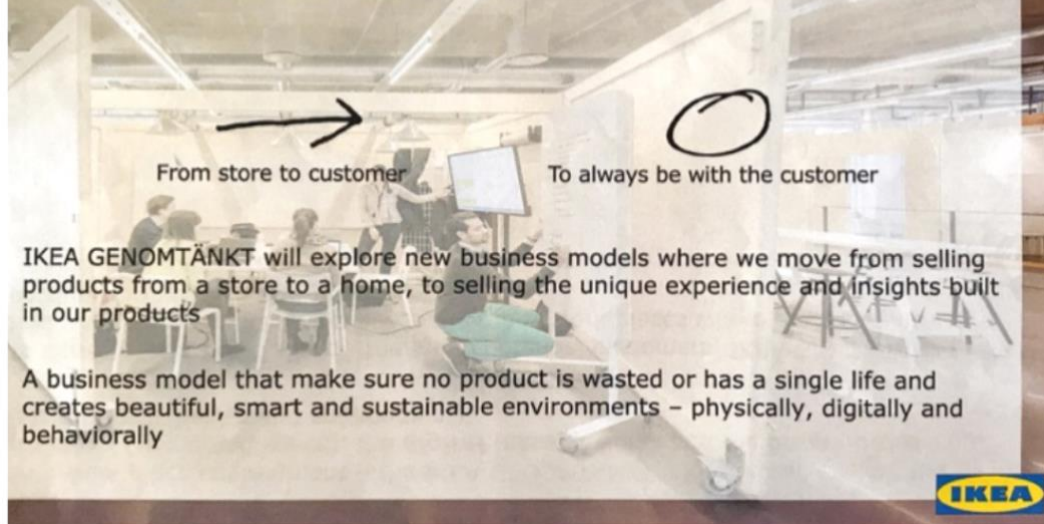 From store to customer
To always be with the customer
IKEA GENOMTÄNKT will explore new business models where we move from selling
products from a store to a home, to selling the unique experience and insights built
in our products
A business model that make sure no product is wasted or has a single life and
creates beautiful, smart and sustainable environments – physically, digitally and
behaviorally
IKEA